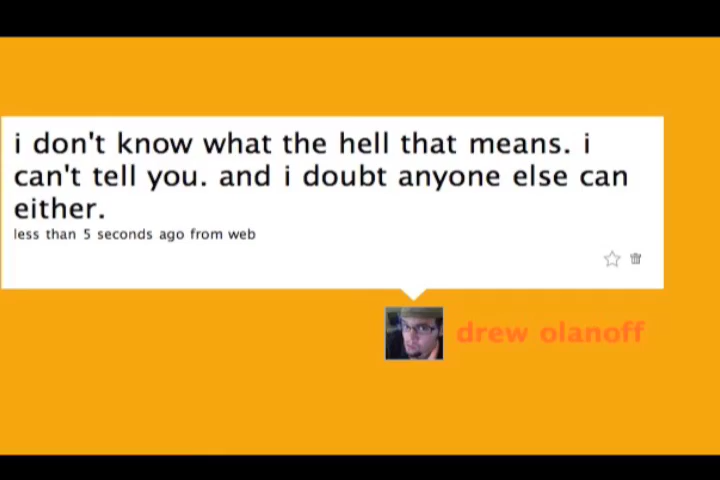 i don't know what the hell that means. i
can't tell you. and i doubt anyone else can
either.
less than 5 seconds ago from web
drew olanoff